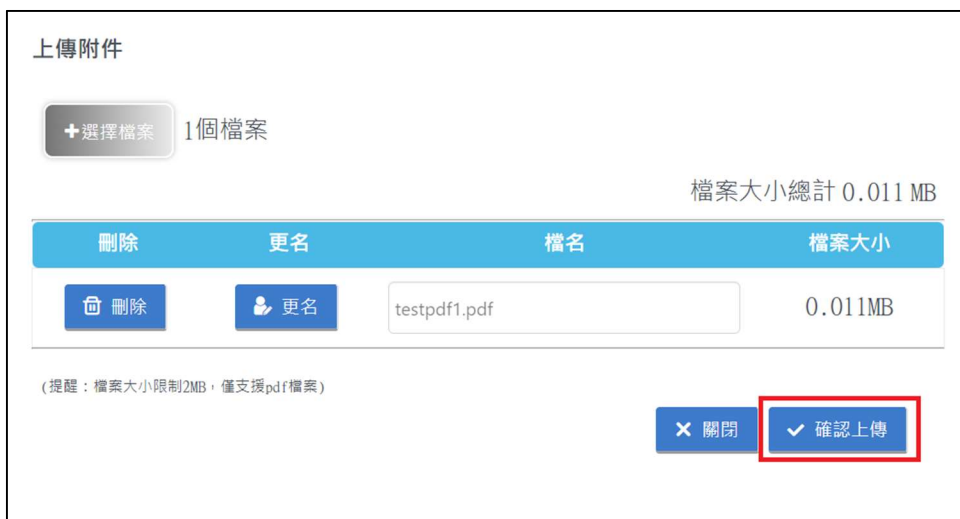 上傳附件
+選擇檔案 1個檔案
檔案大小總計 0.011 MB
刪除 更名 檔名 檔案大小
刪除 更名 testpdf1.pdf 0.011MB
(提醒：檔案大小限制2MB，僅支援pdf檔案)
關閉 確認上傳